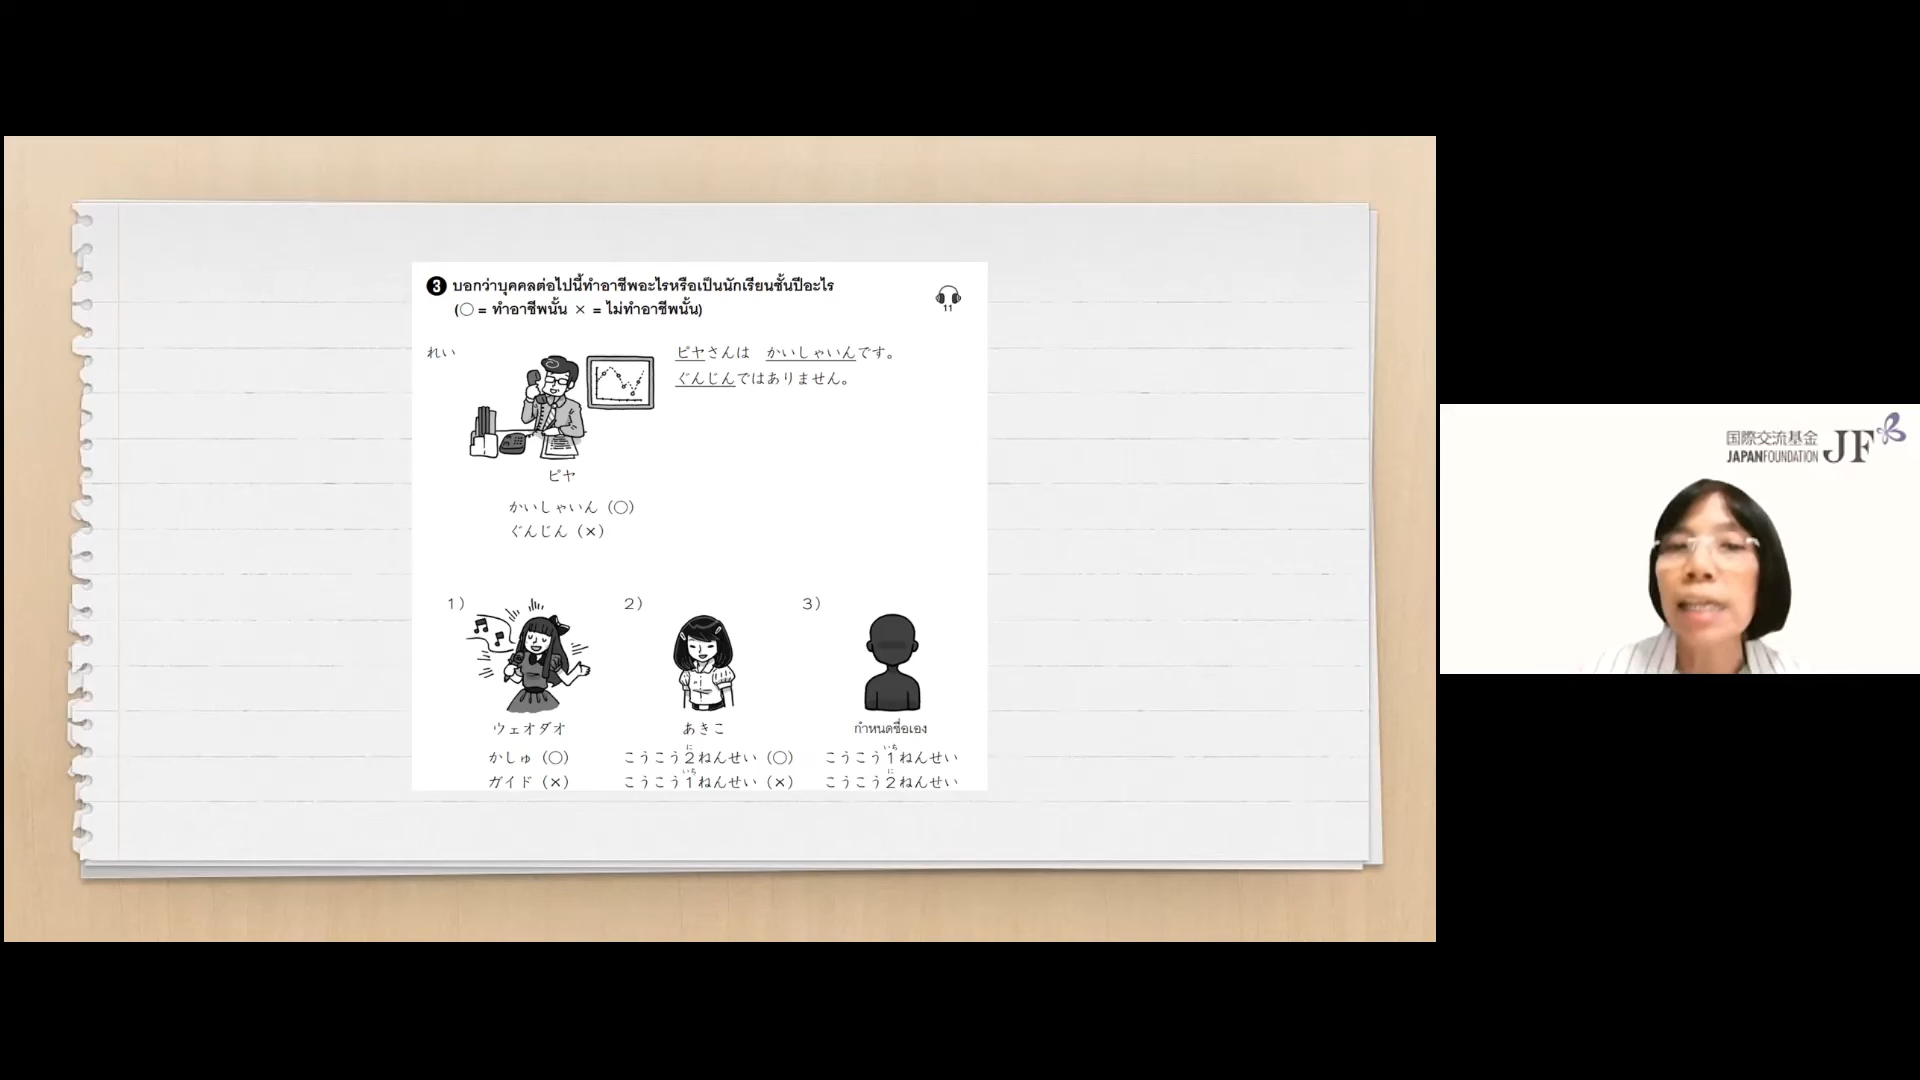 3 บอกว่าบุคคลต่อไปนี้ทำอาชีพอะไรหรือเป็นนักเรียนชั้นปีอะไร
(○ = ทำอาชีพนั้น × = ไม่ทำอาชีพนั้น)
11
れい
ピヤさんは かいしゃいんです。
ぐんじんではありません。
ピヤ
かいしゃいん (○)
ぐんじん (×)
1) 2) 3)
ウェオダオ あきこ กำหนดชื่อเอง
に いち
かしゅ (○) こうこう2ねんせい (○) こうこう1ねんせい
いち に
ガイド (×) こうこう1ねんせい (×) こうこう2ねんせい
国際交流基金
JAPANFOUNDATION JF